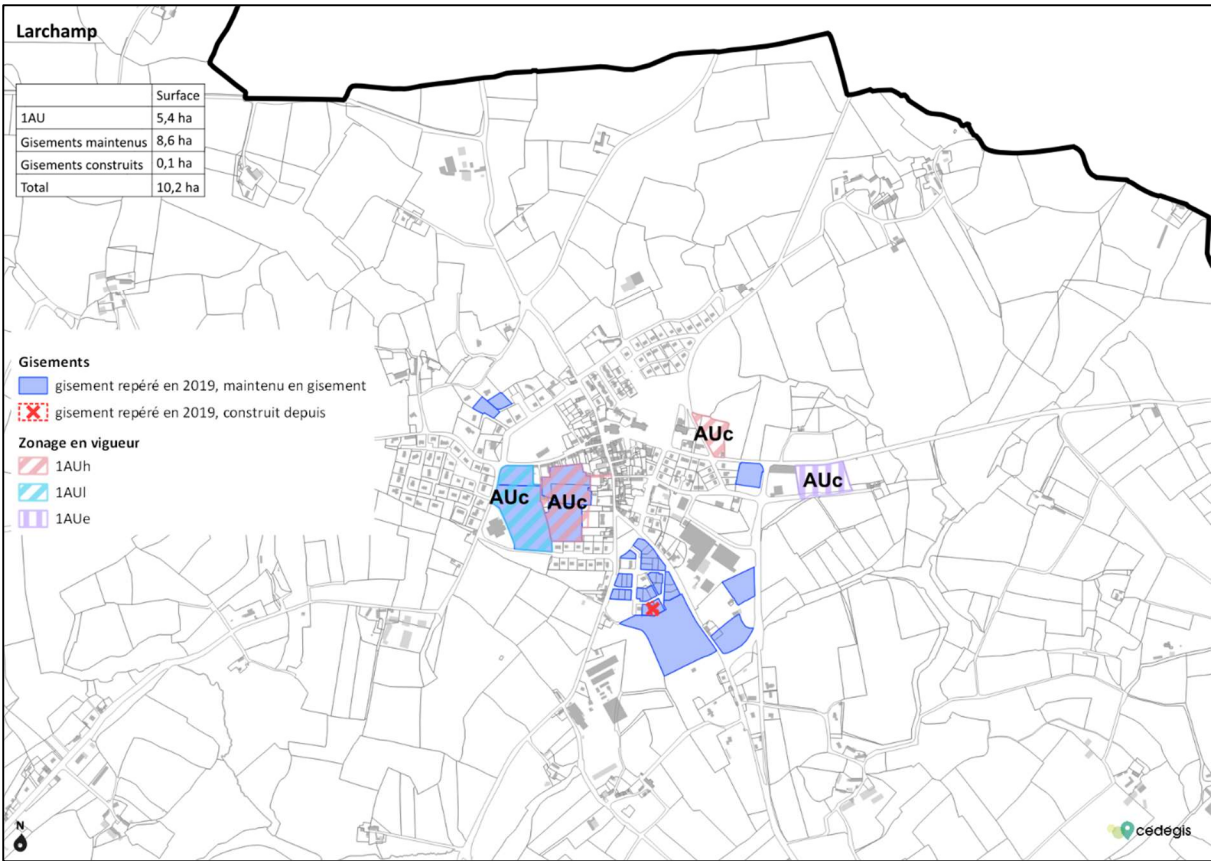 Larchamp
Surface
1AU 5,4 ha
Gisements maintenus 8,6 ha
Gisements construits 0,1 ha
Total 10,2 ha
Gisements
gisement repéré en 2019, maintenu en gisement
gisement repéré en 2019, construit depuis
Zonage en vigueur
1AUh
1AUl
1AUe
AUc
AUc
AUc
AUc
N
cedegis